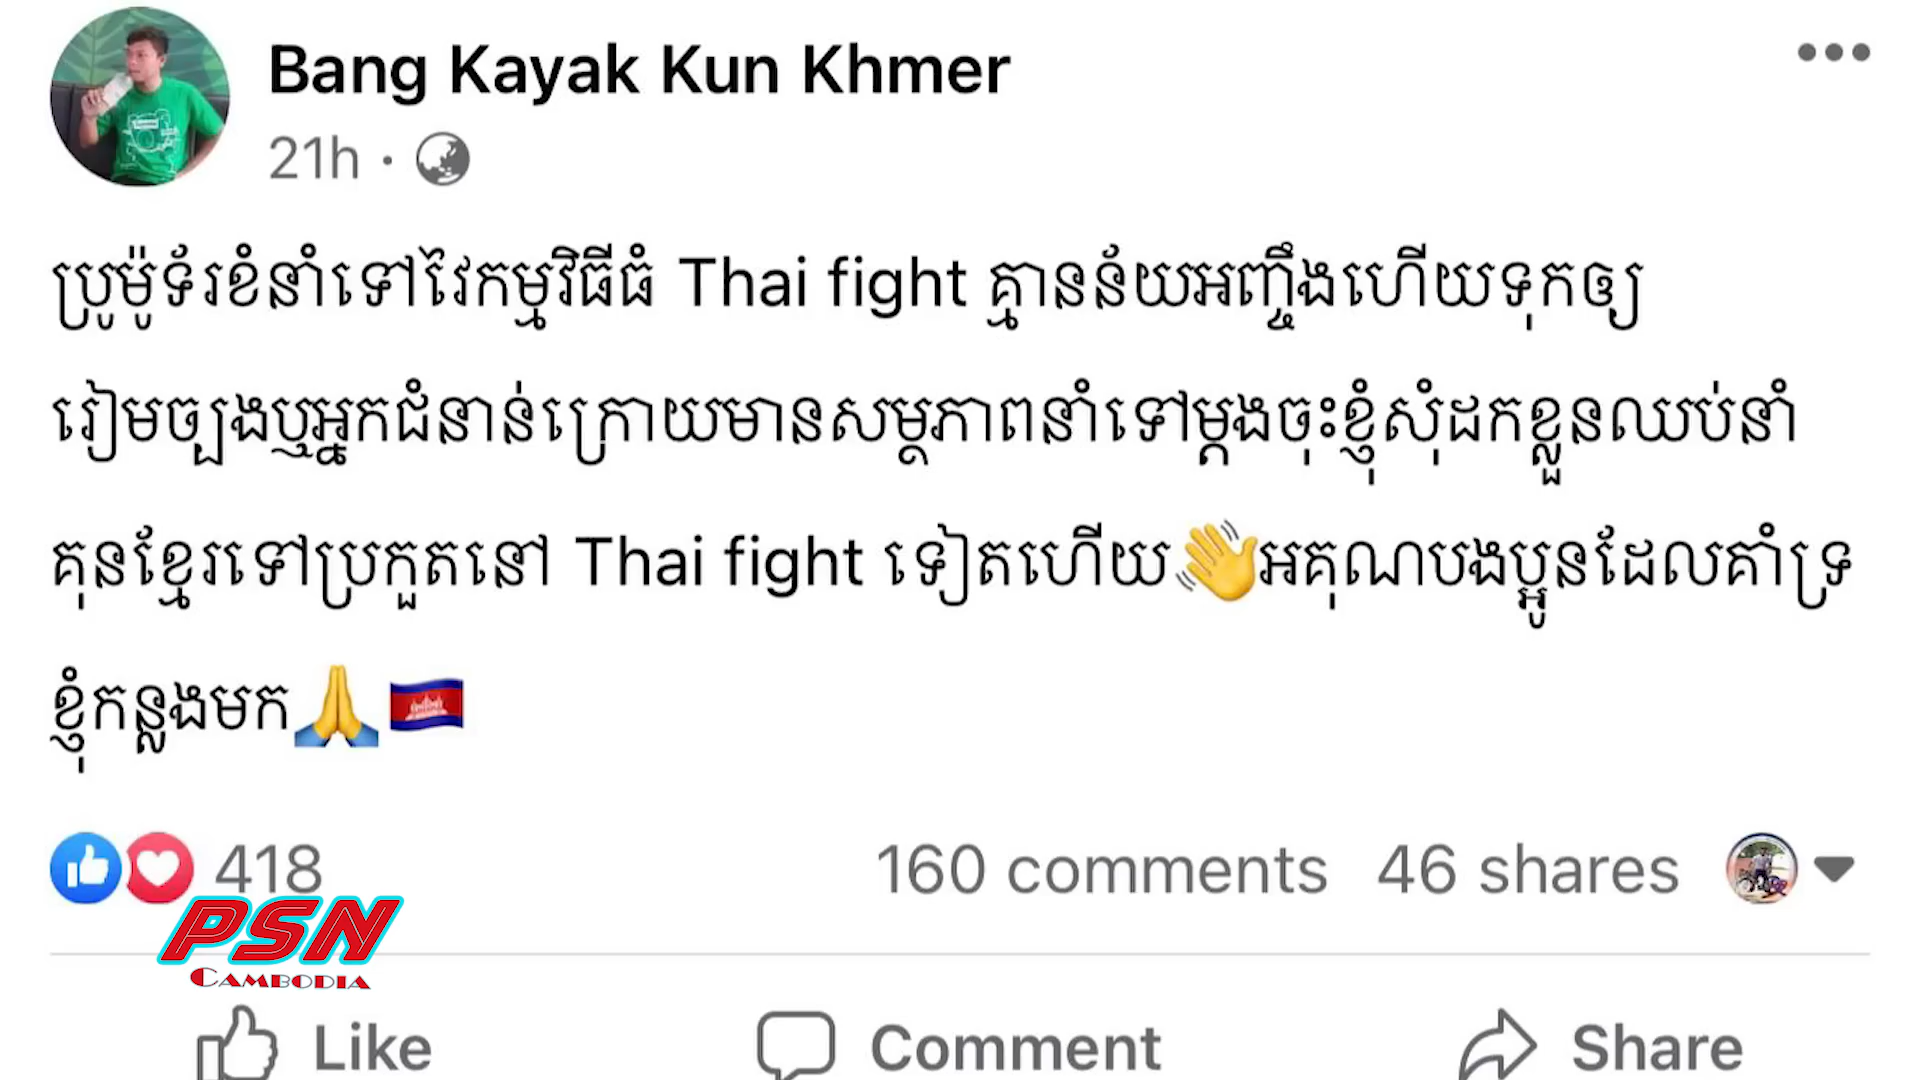 Bang Kayak Kun Khmer
21h
ប្រូម៉ូទ័រខំនាំទៅវៃកម្មវិធីធំ Thai fight គ្មានន័យអញ្ចឹងហើយទុកឲ្យ
រៀមច្បងឬអ្នកជំនាន់ក្រោយមានសម្ថភាពនាំទៅម្តងចុះខ្ញុំសុំដកខ្លួនឈប់នាំ
គុនខ្មែរទៅប្រកួតនៅ Thai fight ទៀតហើយ👋អគុណបងប្អូនដែលគាំទ្រ
ខ្ញុំកន្លងមក🙏🇰🇭
418 160 comments 46 shares
PSN
CAMBODIA
Like Comment Share